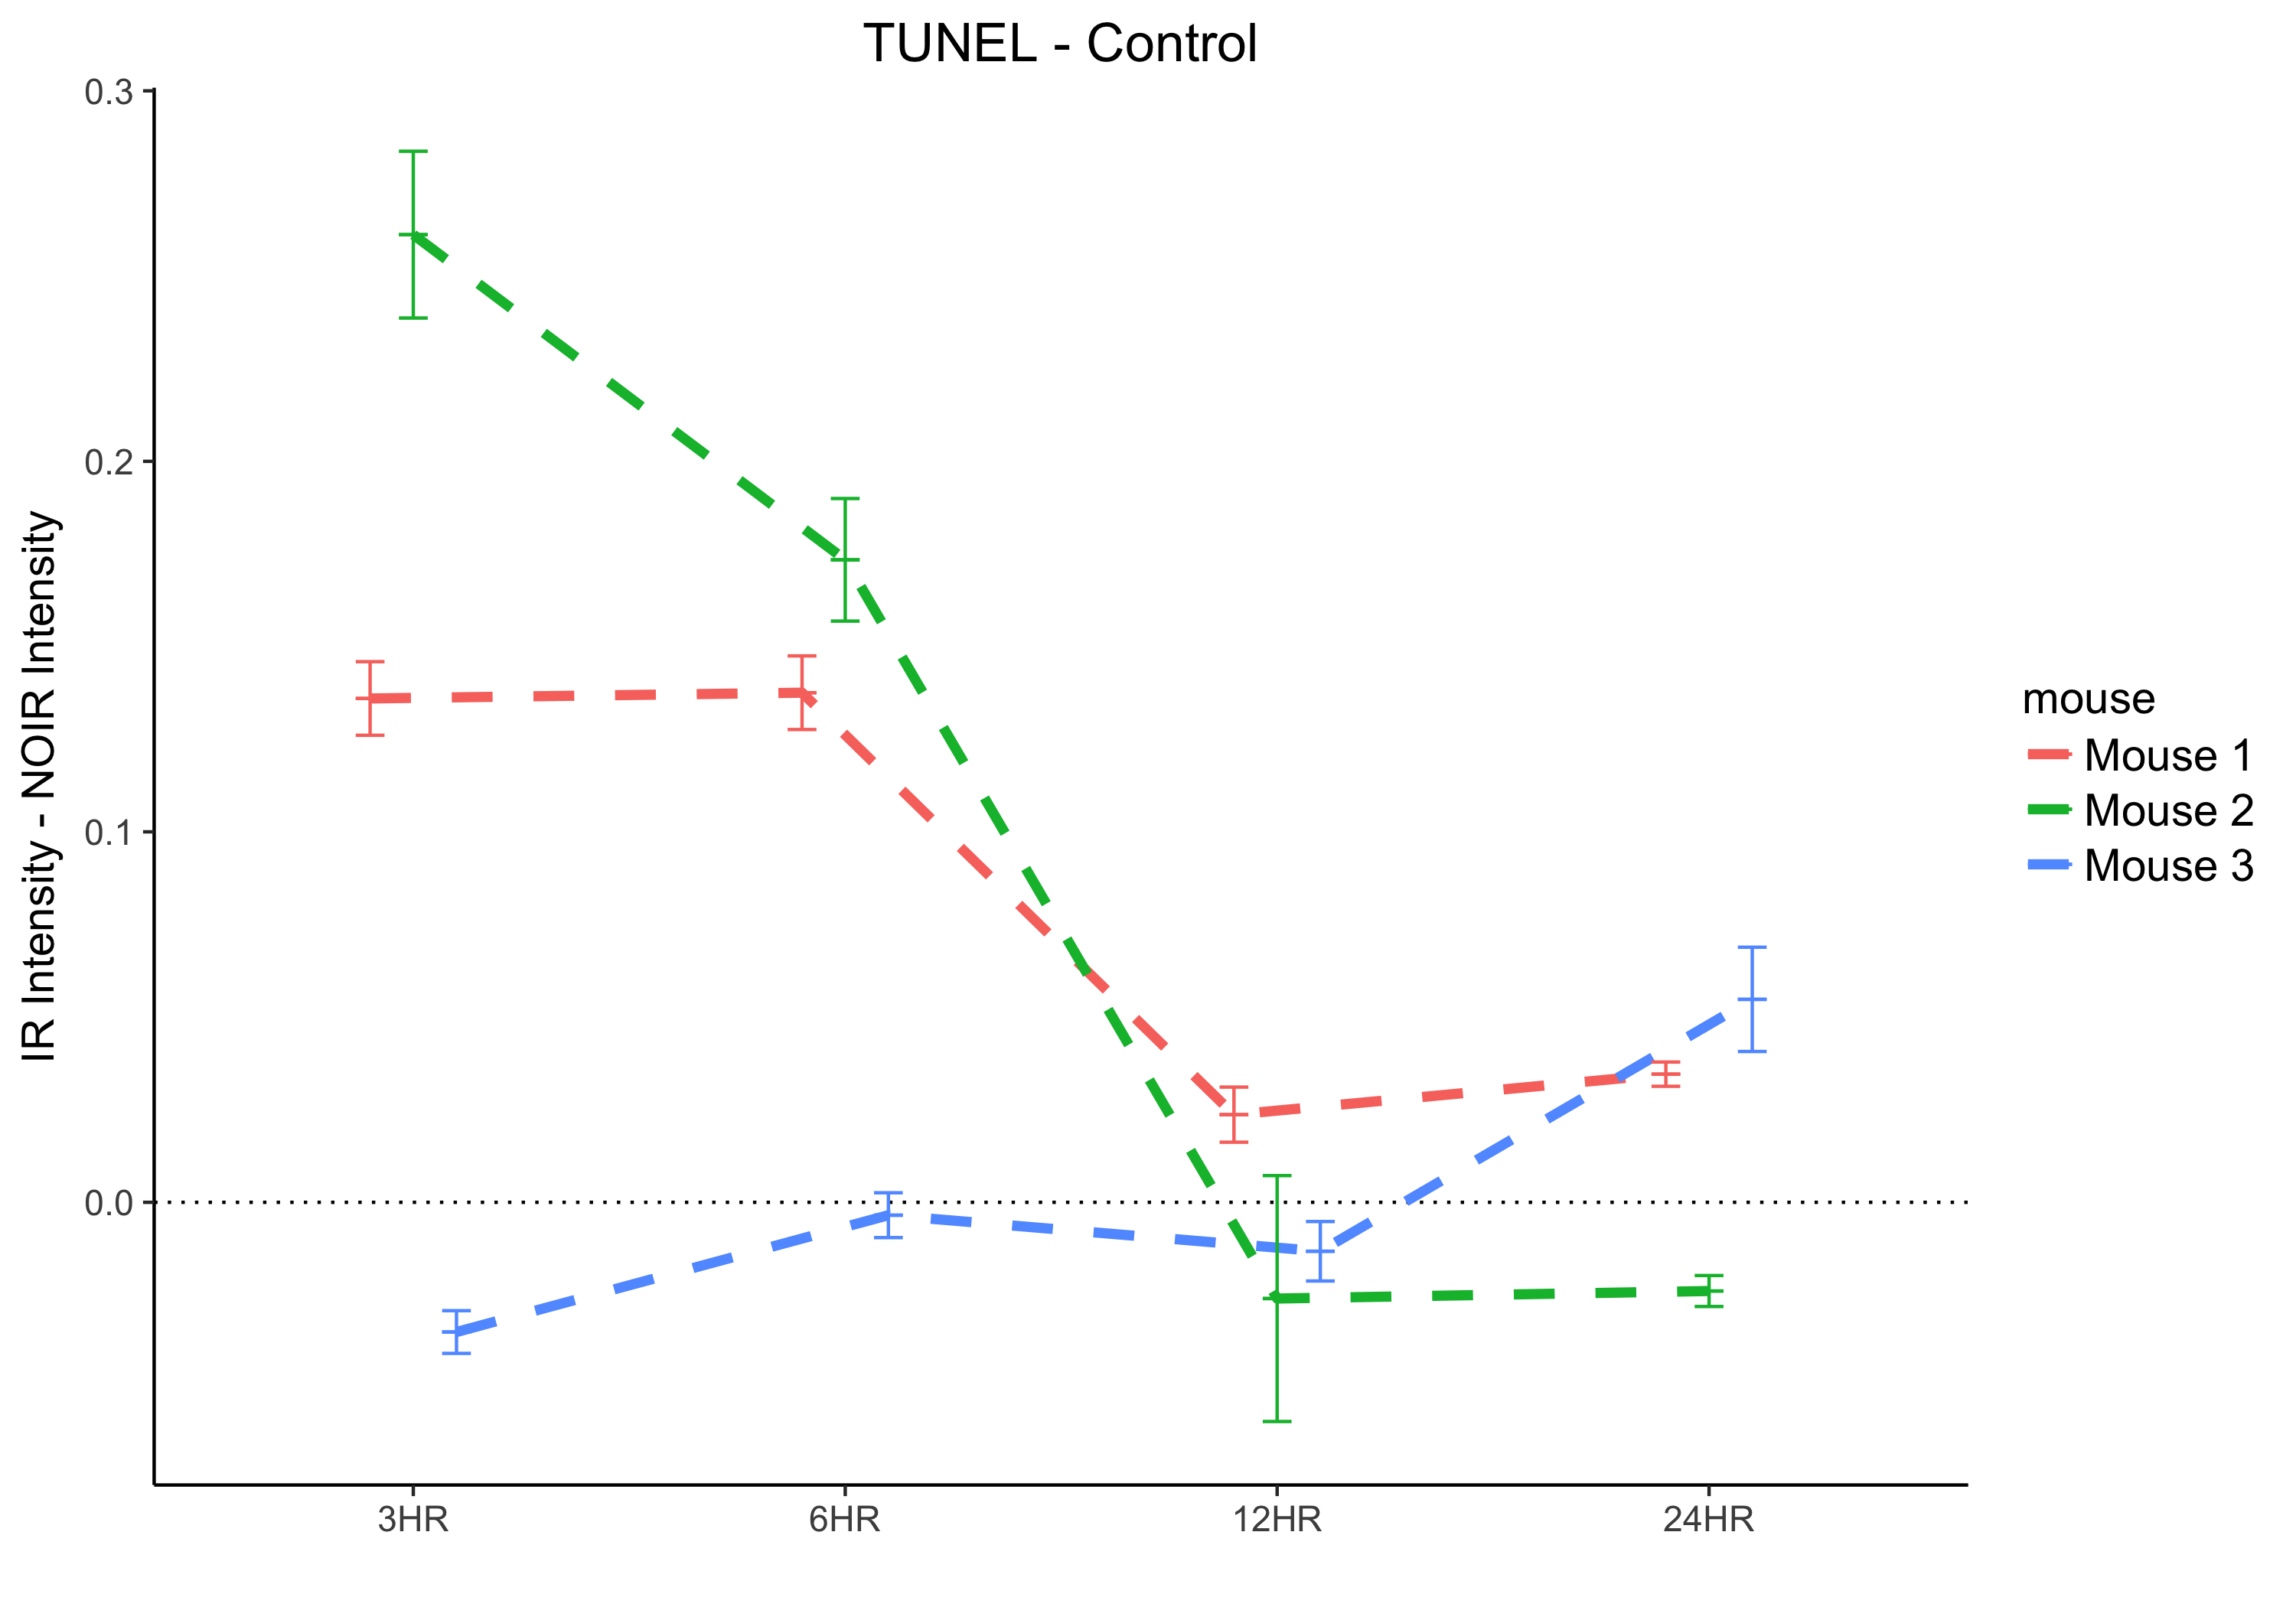 TUNEL - Control
0.3
0.2
0.1
0.0
IR Intensity - NOIR Intensity
3HR 6HR 12HR 24HR
mouse
Mouse 1
Mouse 2
Mouse 3